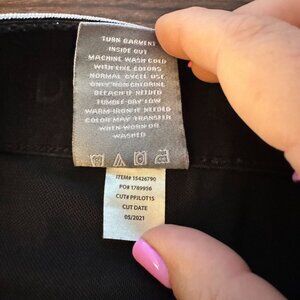 TURN GARMENT
INSIDE OUT
MACHINE WASH COLD
WITH LIKE COLORS
NORMAL CYCLE USE
ONLY NON CHLORINE
BLEACH IF NEEDED
TUMBLE DRY LOW
WARM IRON IF NEEDED
COLOR MAY TRANSFER
WHEN WORN OR
WASHED
ITEM# 15426790
PO# 1789956
CUT# PPJLOT15
CUT DATE
05/2021